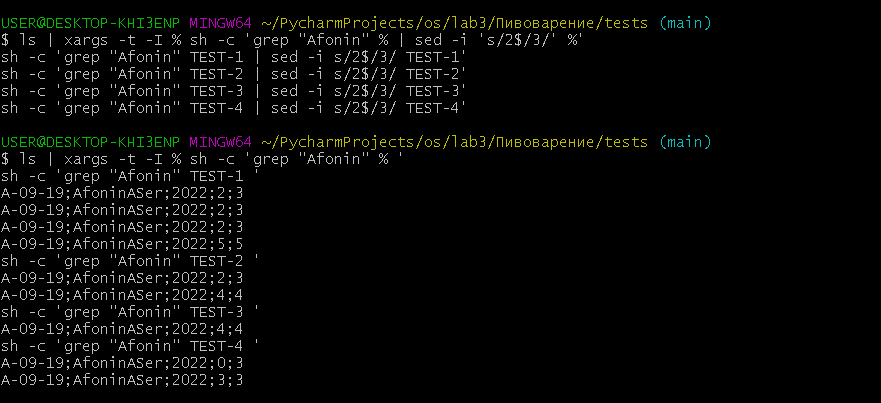 USER@DESKTOP-KHI3ENP MINGW64 ~/PycharmProjects/os/lab3/Пивоварение/tests (main)
$ ls | xargs -t -I % sh -c 'grep "Afonin" % | sed -i 's/2$/3/' %'
sh -c 'grep "Afonin" TEST-1 | sed -i s/2$/3/ TEST-1'
sh -c 'grep "Afonin" TEST-2 | sed -i s/2$/3/ TEST-2'
sh -c 'grep "Afonin" TEST-3 | sed -i s/2$/3/ TEST-3'
sh -c 'grep "Afonin" TEST-4 | sed -i s/2$/3/ TEST-4'
USER@DESKTOP-KHI3ENP MINGW64 ~/PycharmProjects/os/lab3/Пивоварение/tests (main)
$ ls | xargs -t -I % sh -c 'grep "Afonin" % '
sh -c 'grep "Afonin" TEST-1 '
A-09-19;AfoninASer;2022;2;3
A-09-19;AfoninASer;2022;2;3
A-09-19;AfoninASer;2022;2;3
A-09-19;AfoninASer;2022;5;5
sh -c 'grep "Afonin" TEST-2 '
A-09-19;AfoninASer;2022;2;3
A-09-19;AfoninASer;2022;4;4
sh -c 'grep "Afonin" TEST-3 '
A-09-19;AfoninASer;2022;4;4
sh -c 'grep "Afonin" TEST-4 '
A-09-19;AfoninASer;2022;0;3
A-09-19;AfoninASer;2022;3;3